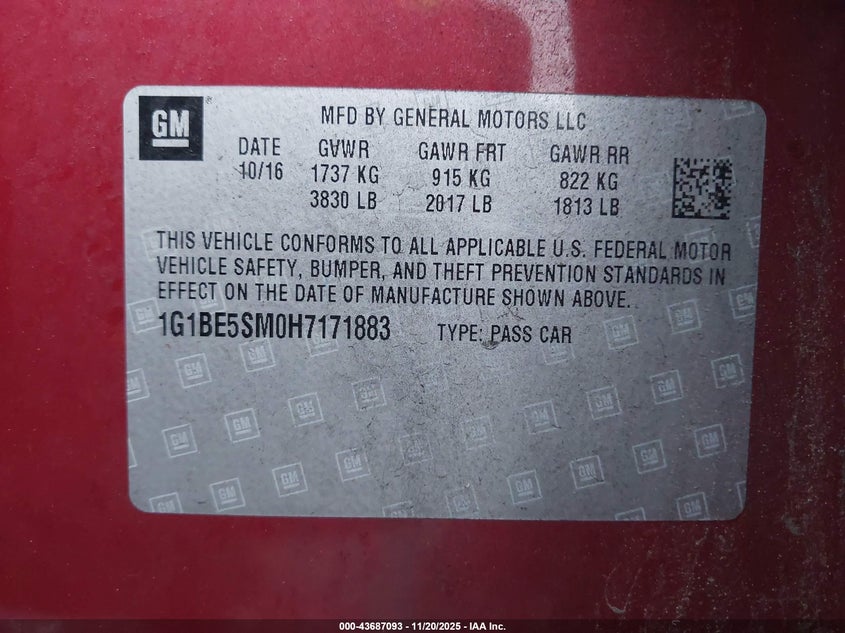 GM
MFD BY GENERAL MOTORS LLC
DATE GVWR GAWR FRT GAWR RR
10/16 1737 KG 915 KG 822 KG
3830 LB 2017 LB 1813 LB
THIS VEHICLE CONFORMS TO ALL APPLICABLE U.S. FEDERAL MOTOR
VEHICLE SAFETY, BUMPER, AND THEFT PREVENTION STANDARDS IN
EFFECT ON THE DATE OF MANUFACTURE SHOWN ABOVE.
1G1BE5SM0H7171883 TYPE: PASS CAR
000-43687093 — 11/20/2025 — IAA Inc.